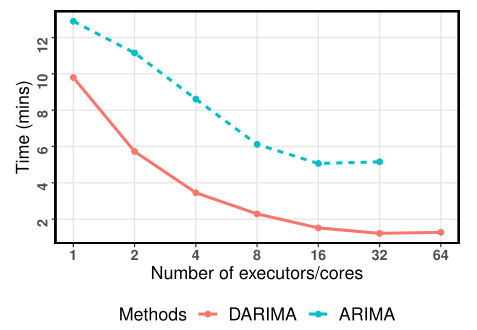 12
10
8
6
4
2
Time (mins)
1 2 4 8 16 32 64
Number of executors/cores
Methods DARIMA ARIMA